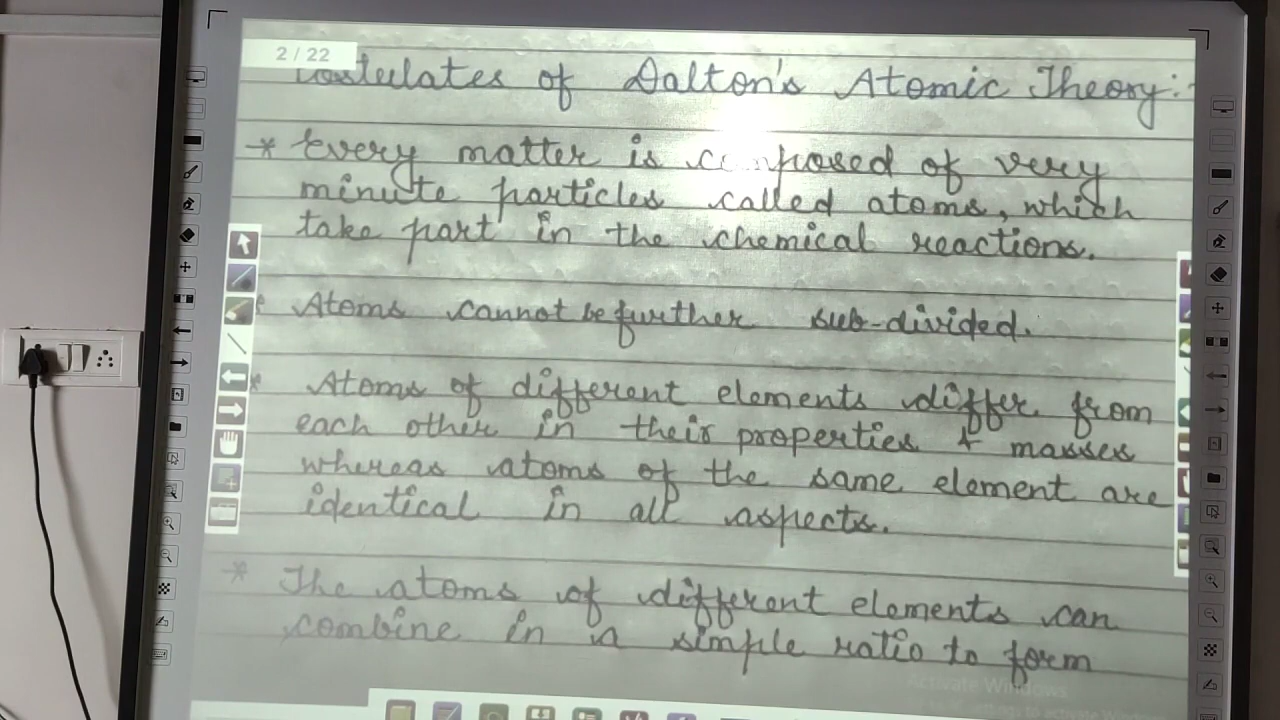 2 / 22
Postulates of Dalton's Atomic Theory:-
* Every matter is composed of very
minute particles called atoms, which
take part in the chemical reactions.
* Atoms cannot be further sub-divided.
* Atoms of different elements differ from
each other in their properties & masses
whereas atoms of the same element are
identical in all aspects.
* The atoms of different elements can
combine in a simple ratio to form
Activate Windows